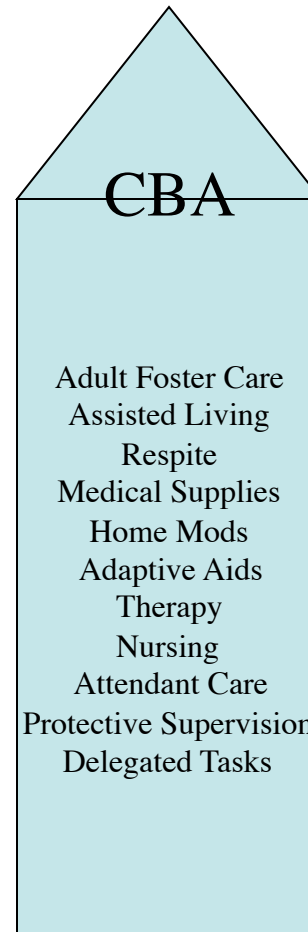 CBA
Adult Foster Care
Assisted Living
Respite
Medical Supplies
Home Mods
Adaptive Aids
Therapy
Nursing
Attendant Care
Protective Supervision
Delegated Tasks